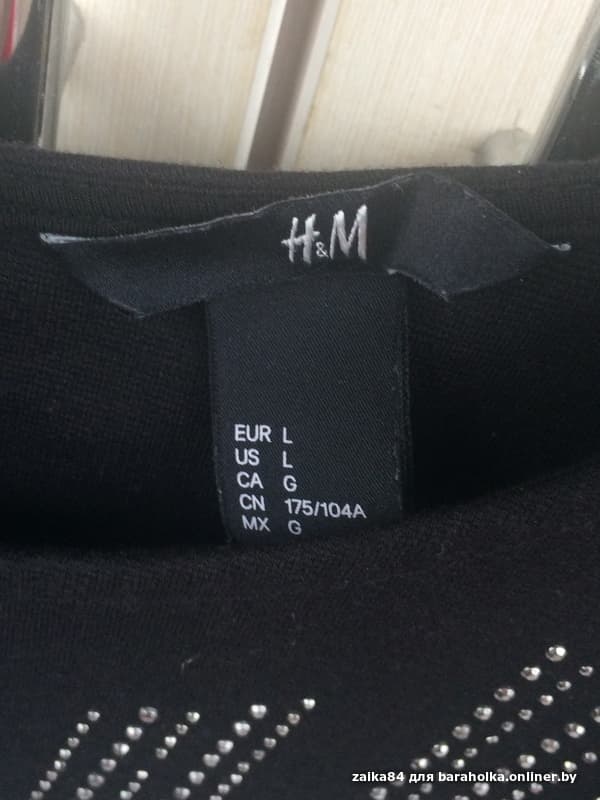 H&M
EUR L
US L
CA G
CN 175/104A
MX G
zaika84 для baraholka.onliner.by